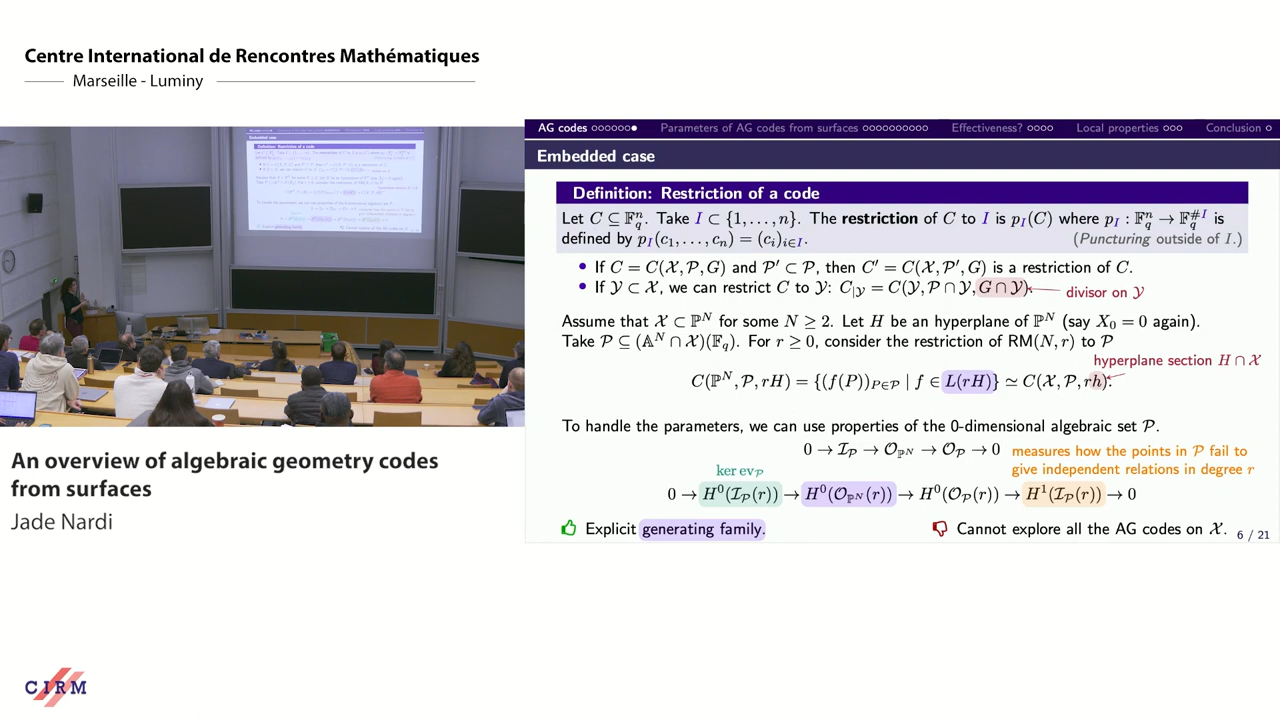 Centre International de Rencontres Mathématiques
Marseille - Luminy
AG codes
Parameters of AG codes from surfaces
Effectiveness?
Local properties
Conclusion
Embedded case
Definition: Restriction of a code
Let C ⊆ 𝔽_q^n. Take I ⊂ {1, . . . , n}. The restriction of C to I is p_I(C) where p_I : 𝔽_q^n → 𝔽_q^{#I} is
defined by p_I(c_1, . . . , c_n) = (c_i)_{i∈I}. (Puncturing outside of I.)
• If C = C(𝒳, 𝒫, G) and 𝒫′ ⊂ 𝒫, then C′ = C(𝒳, 𝒫′, G) is a restriction of C.
• If 𝒴 ⊂ 𝒳, we can restrict C to 𝒴: C_{|𝒴} = C(𝒴, 𝒫 ∩ 𝒴, G ∩ 𝒴).
divisor on 𝒴
Assume that 𝒳 ⊂ ℙ^N for some N ≥ 2. Let H be an hyperplane of ℙ^N (say X_0 = 0 again).
Take 𝒫 ⊆ (𝔸^N ∩ 𝒳)(𝔽_q). For r ≥ 0, consider the restriction of RM(N, r) to 𝒫
hyperplane section H ∩ 𝒳
C(ℙ^N, 𝒫, rH) = {(f(P))_{P∈𝒫} | f ∈ L(rH)} ≃ C(𝒳, 𝒫, rh).
To handle the parameters, we can use properties of the 0-dimensional algebraic set 𝒫.
0 → ℐ_𝒫 → 𝒪_{ℙ^N} → 𝒪_𝒫 → 0
measures how the points in 𝒫 fail to
give independent relations in degree r
ker ev_𝒫
0 → H^0(ℐ_𝒫(r)) → H^0(𝒪_{ℙ^N}(r)) → H^0(𝒪_𝒫(r)) → H^1(ℐ_𝒫(r)) → 0
Explicit generating family.
Cannot explore all the AG codes on 𝒳.
6 / 21
An overview of algebraic geometry codes
from surfaces
Jade Nardi
CIRM